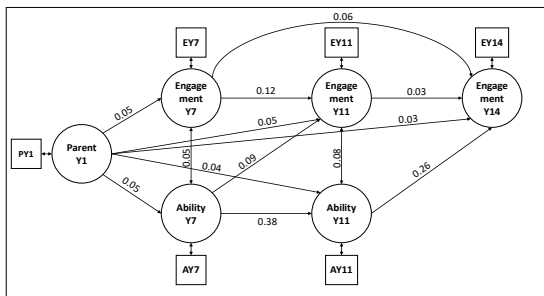 0.06
EY7
EY11
EY14
Engage
ment
Y7
0.12
Engage
ment
Y11
0.03
Engage
ment
Y14
0.05
0.05
0.03
PY1
Parent
Y1
0.05
0.09
0.08
0.04
0.26
0.05
Ability
Y7
0.38
Ability
Y11
AY7
AY11